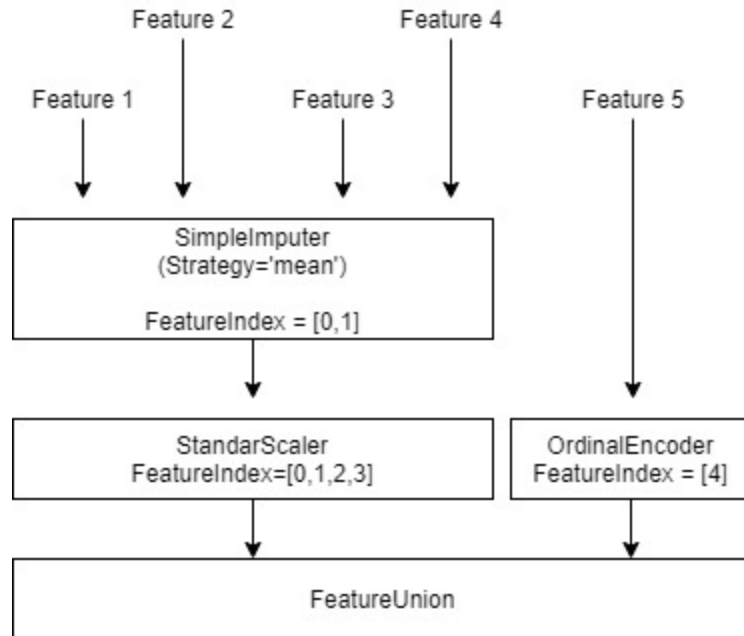 Feature 2
Feature 4
Feature 1
Feature 3
Feature 5
SimpleImputer
(Strategy='mean')
FeatureIndex = [0,1]
StandarScaler
FeatureIndex=[0,1,2,3]
OrdinalEncoder
FeatureIndex = [4]
FeatureUnion